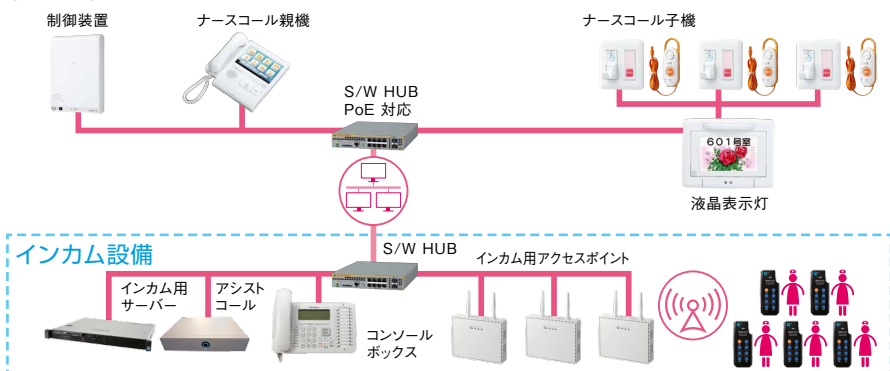 制御装置
ナースコール親機
ナースコール子機
S/W HUB
PoE 対応
601号室
液晶表示灯
インカム設備
S/W HUB
インカム用アクセスポイント
インカム用
サーバー
アシスト
コール
コンソール
ボックス